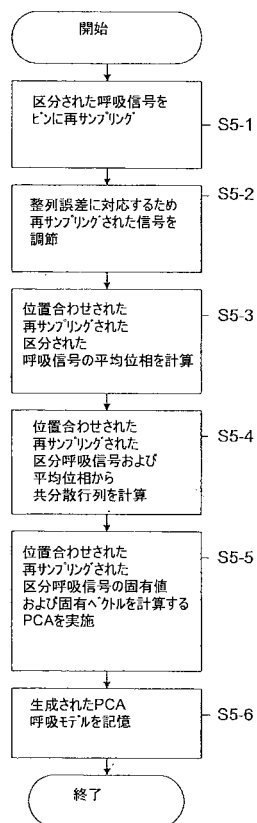 開始
区分された呼吸信号を
ビンに再サンプリング
S5-1
整列誤差に対応するため
再サンプリングされた信号を
調節
S5-2
位置合わせされた
再サンプリングされた
区分された
呼吸信号の平均位相を計算
S5-3
位置合わせされた
再サンプリングされた
区分呼吸信号および
平均位相から
共分散行列を計算
S5-4
位置合わせされた
再サンプリングされた
区分呼吸信号の固有値
および固有ベクトルを計算する
PCAを実施
S5-5
生成されたPCA
呼吸モデルを記憶
S5-6
終了